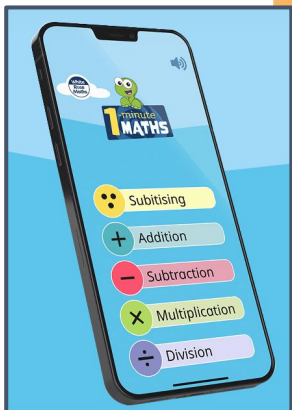 White
Rose
Maths
1-minute
MATHS
Subitising
Addition
Subtraction
Multiplication
Division